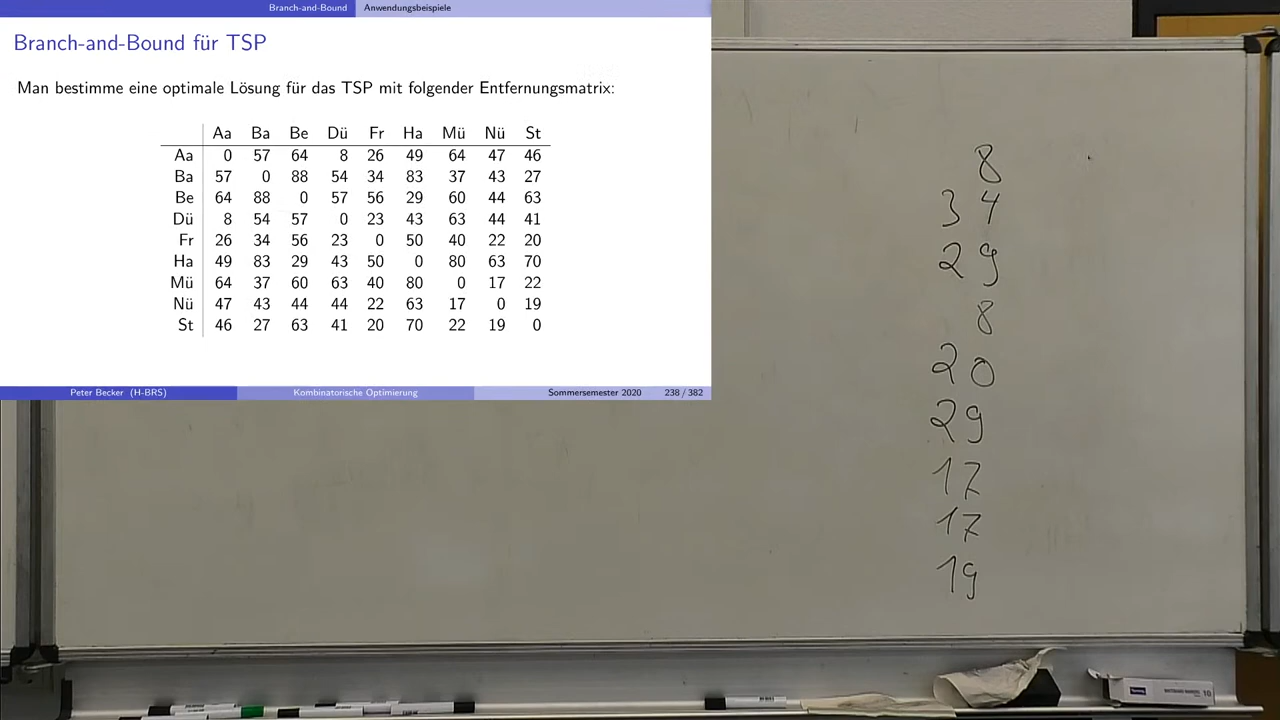 Branch-and-Bound Anwendungsbeispiele
Branch-and-Bound für TSP
Man bestimme eine optimale Lösung für das TSP mit folgender Entfernungsmatrix:
Aa Ba Be Dü Fr Ha Mü Nü St
Aa 0 57 64 8 26 49 64 47 46
Ba 57 0 88 54 34 83 37 43 27
Be 64 88 0 57 56 29 60 44 63
Dü 8 54 57 0 23 43 63 44 41
Fr 26 34 56 23 0 50 40 22 20
Ha 49 83 29 43 50 0 80 63 70
Mü 64 37 60 63 40 80 0 17 22
Nü 47 43 44 44 22 63 17 0 19
St 46 27 63 41 20 70 22 19 0
Peter Becker (H-BRS) Kombinatorische Optimierung Sommersemester 2020 238 / 382
8
34
29
8
20
29
17
17
19